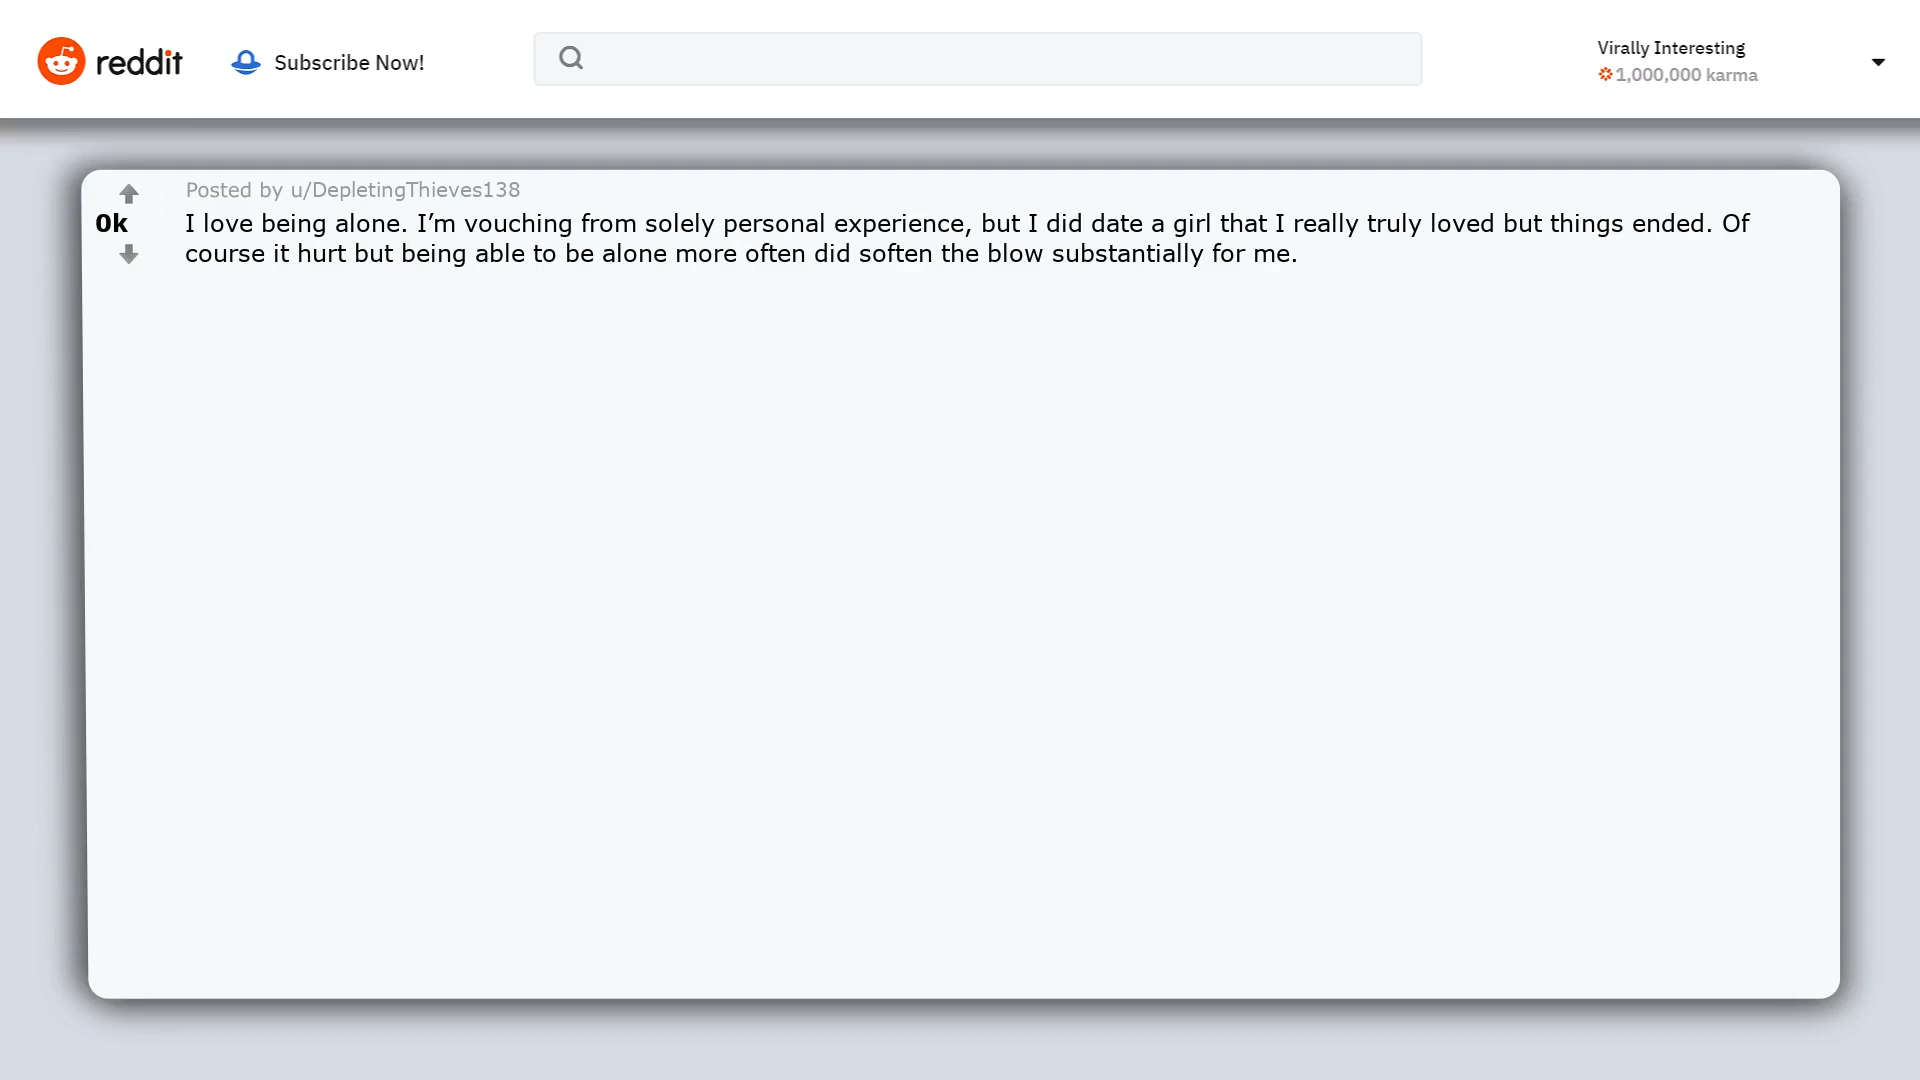 reddit
Subscribe Now!
Virally Interesting
1,000,000 karma
Posted by u/DepletingThieves138
0k
I love being alone. I’m vouching from solely personal experience, but I did date a girl that I really truly loved but things ended. Of
course it hurt but being able to be alone more often did soften the blow substantially for me.